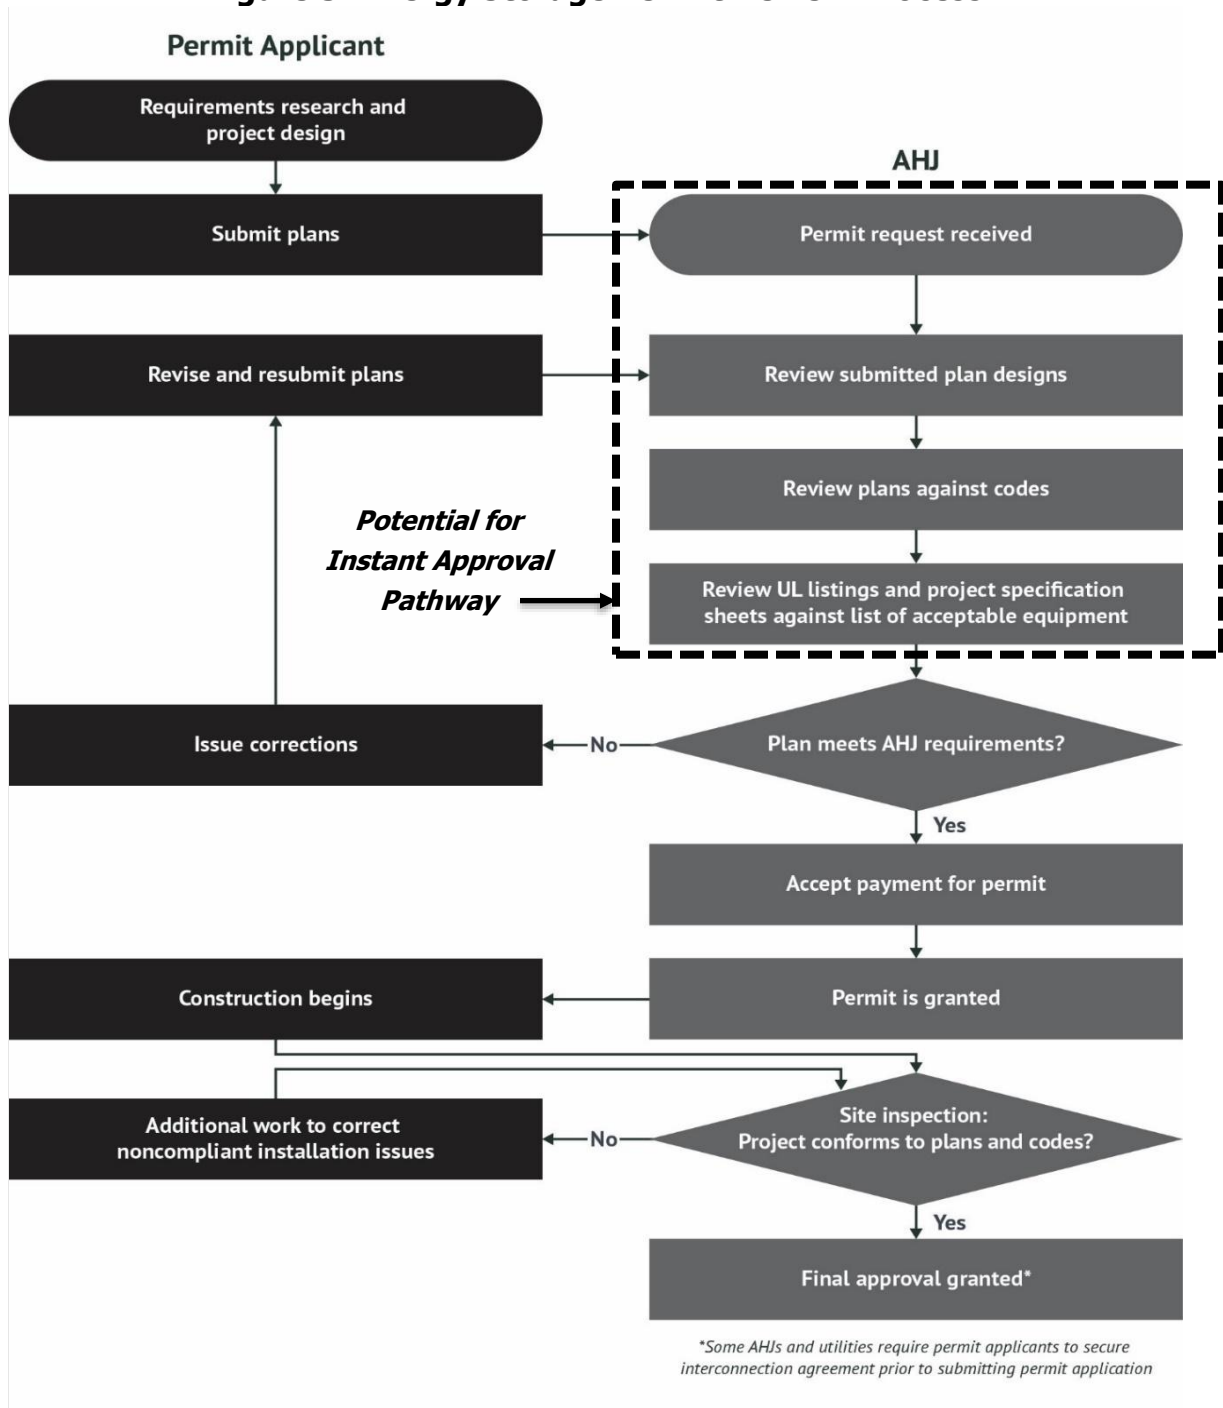 Permit Applicant
Requirements research and
project design
AHJ
Submit plans
Permit request received
Revise and resubmit plans
Review submitted plan designs
Review plans against codes
Potential for
Instant Approval
Pathway
Review UL listings and project specification
sheets against list of acceptable equipment
Issue corrections
No
Plan meets AHJ requirements?
Yes
Accept payment for permit
Construction begins
Permit is granted
Additional work to correct
noncompliant installation issues
No
Site inspection:
Project conforms to plans and codes?
Yes
Final approval granted*
*Some AHJs and utilities require permit applicants to secure
interconnection agreement prior to submitting permit application